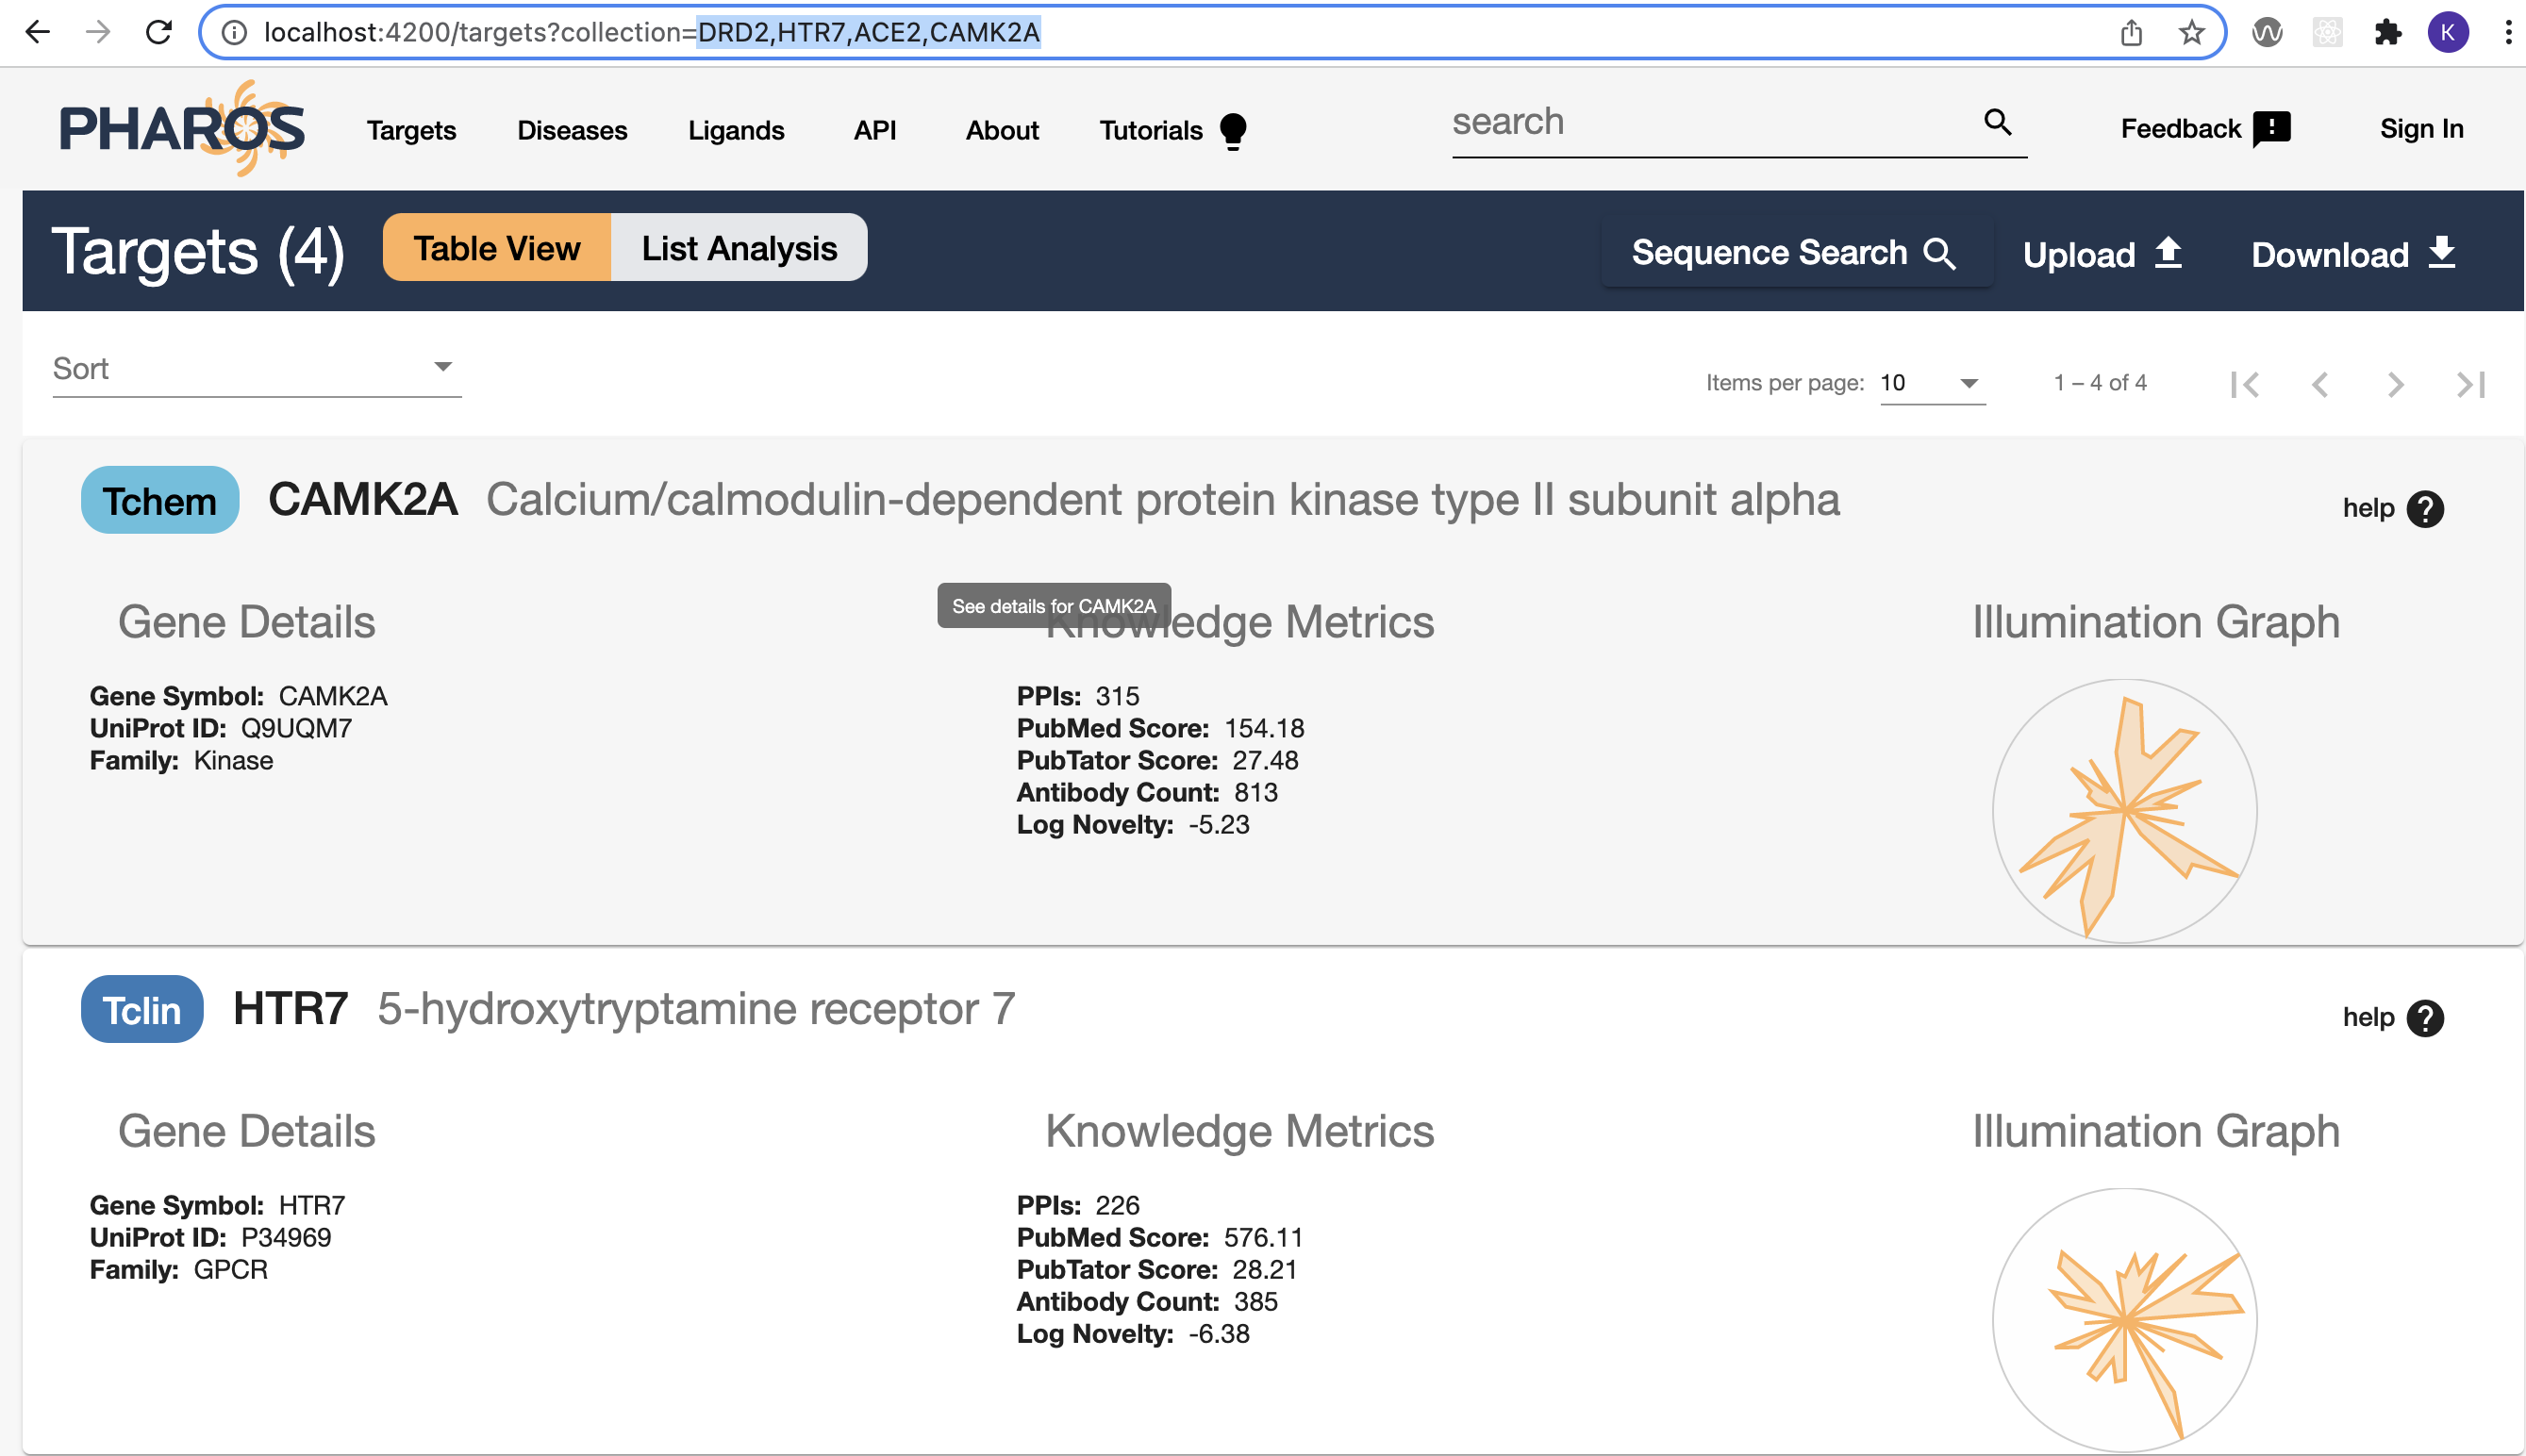 localhost:4200/targets?collection=DRD2,HTR7,ACE2,CAMK2A
K
PHAROS Targets Diseases Ligands API About Tutorials search Feedback Sign In
Targets (4) Table View List Analysis Sequence Search Upload Download
Sort
Items per page: 10 1 – 4 of 4
Tchem CAMK2A Calcium/calmodulin-dependent protein kinase type II subunit alpha help
See details for CAMK2A
Gene Details Knowledge Metrics Illumination Graph
Gene Symbol: CAMK2A
UniProt ID: Q9UQM7
Family: Kinase
PPIs: 315
PubMed Score: 154.18
PubTator Score: 27.48
Antibody Count: 813
Log Novelty: -5.23
Tclin HTR7 5-hydroxytryptamine receptor 7 help
Gene Details Knowledge Metrics Illumination Graph
Gene Symbol: HTR7
UniProt ID: P34969
Family: GPCR
PPIs: 226
PubMed Score: 576.11
PubTator Score: 28.21
Antibody Count: 385
Log Novelty: -6.38